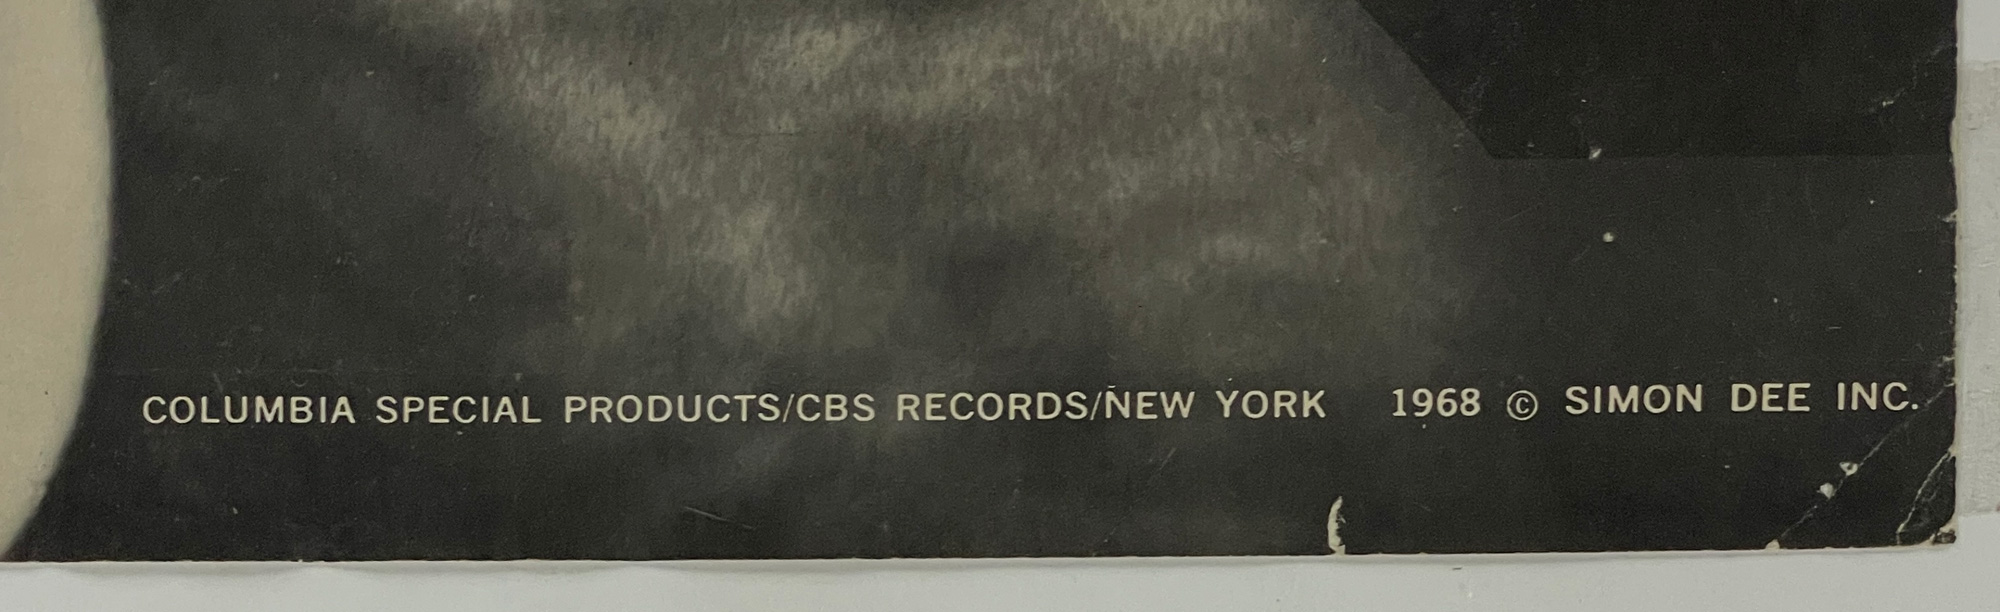 COLUMBIA SPECIAL PRODUCTS/CBS RECORDS/NEW YORK 1968 © SIMON DEE INC.